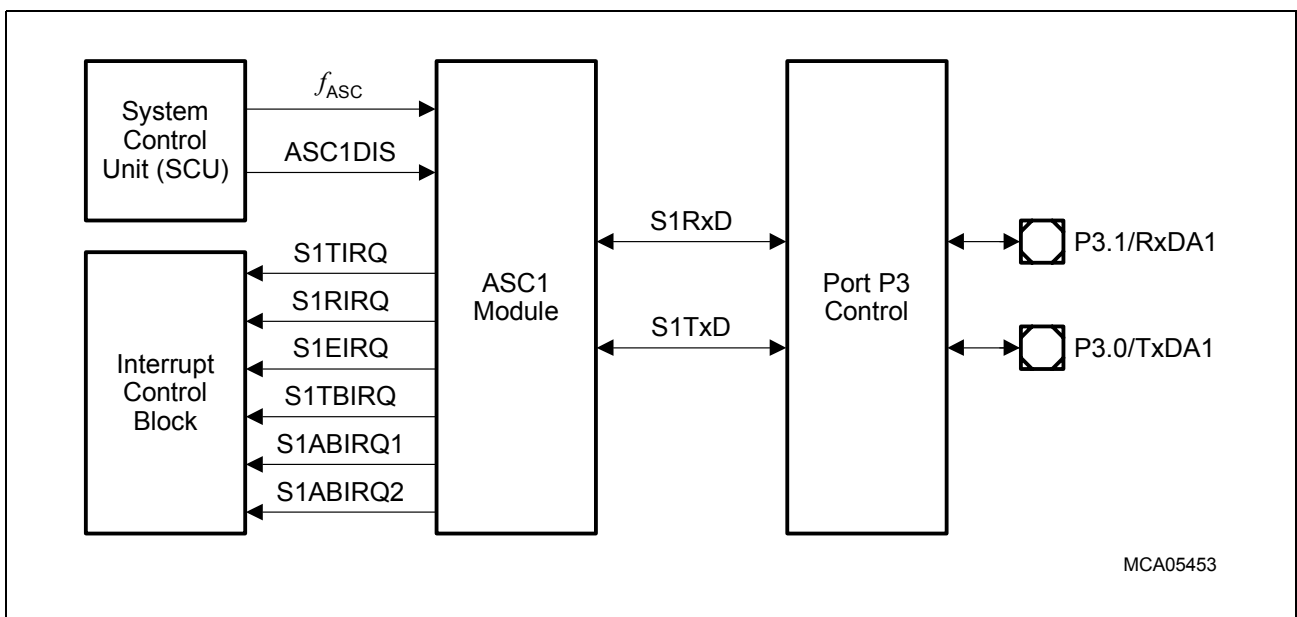 System
Control
Unit (SCU)
fASC
ASC1DIS
Interrupt
Control
Block
S1TIRQ
S1RIRQ
S1EIRQ
S1TBIRQ
S1ABIRQ1
S1ABIRQ2
ASC1
Module
S1RxD
S1TxD
Port P3
Control
P3.1/RxDA1
P3.0/TxDA1
MCA05453